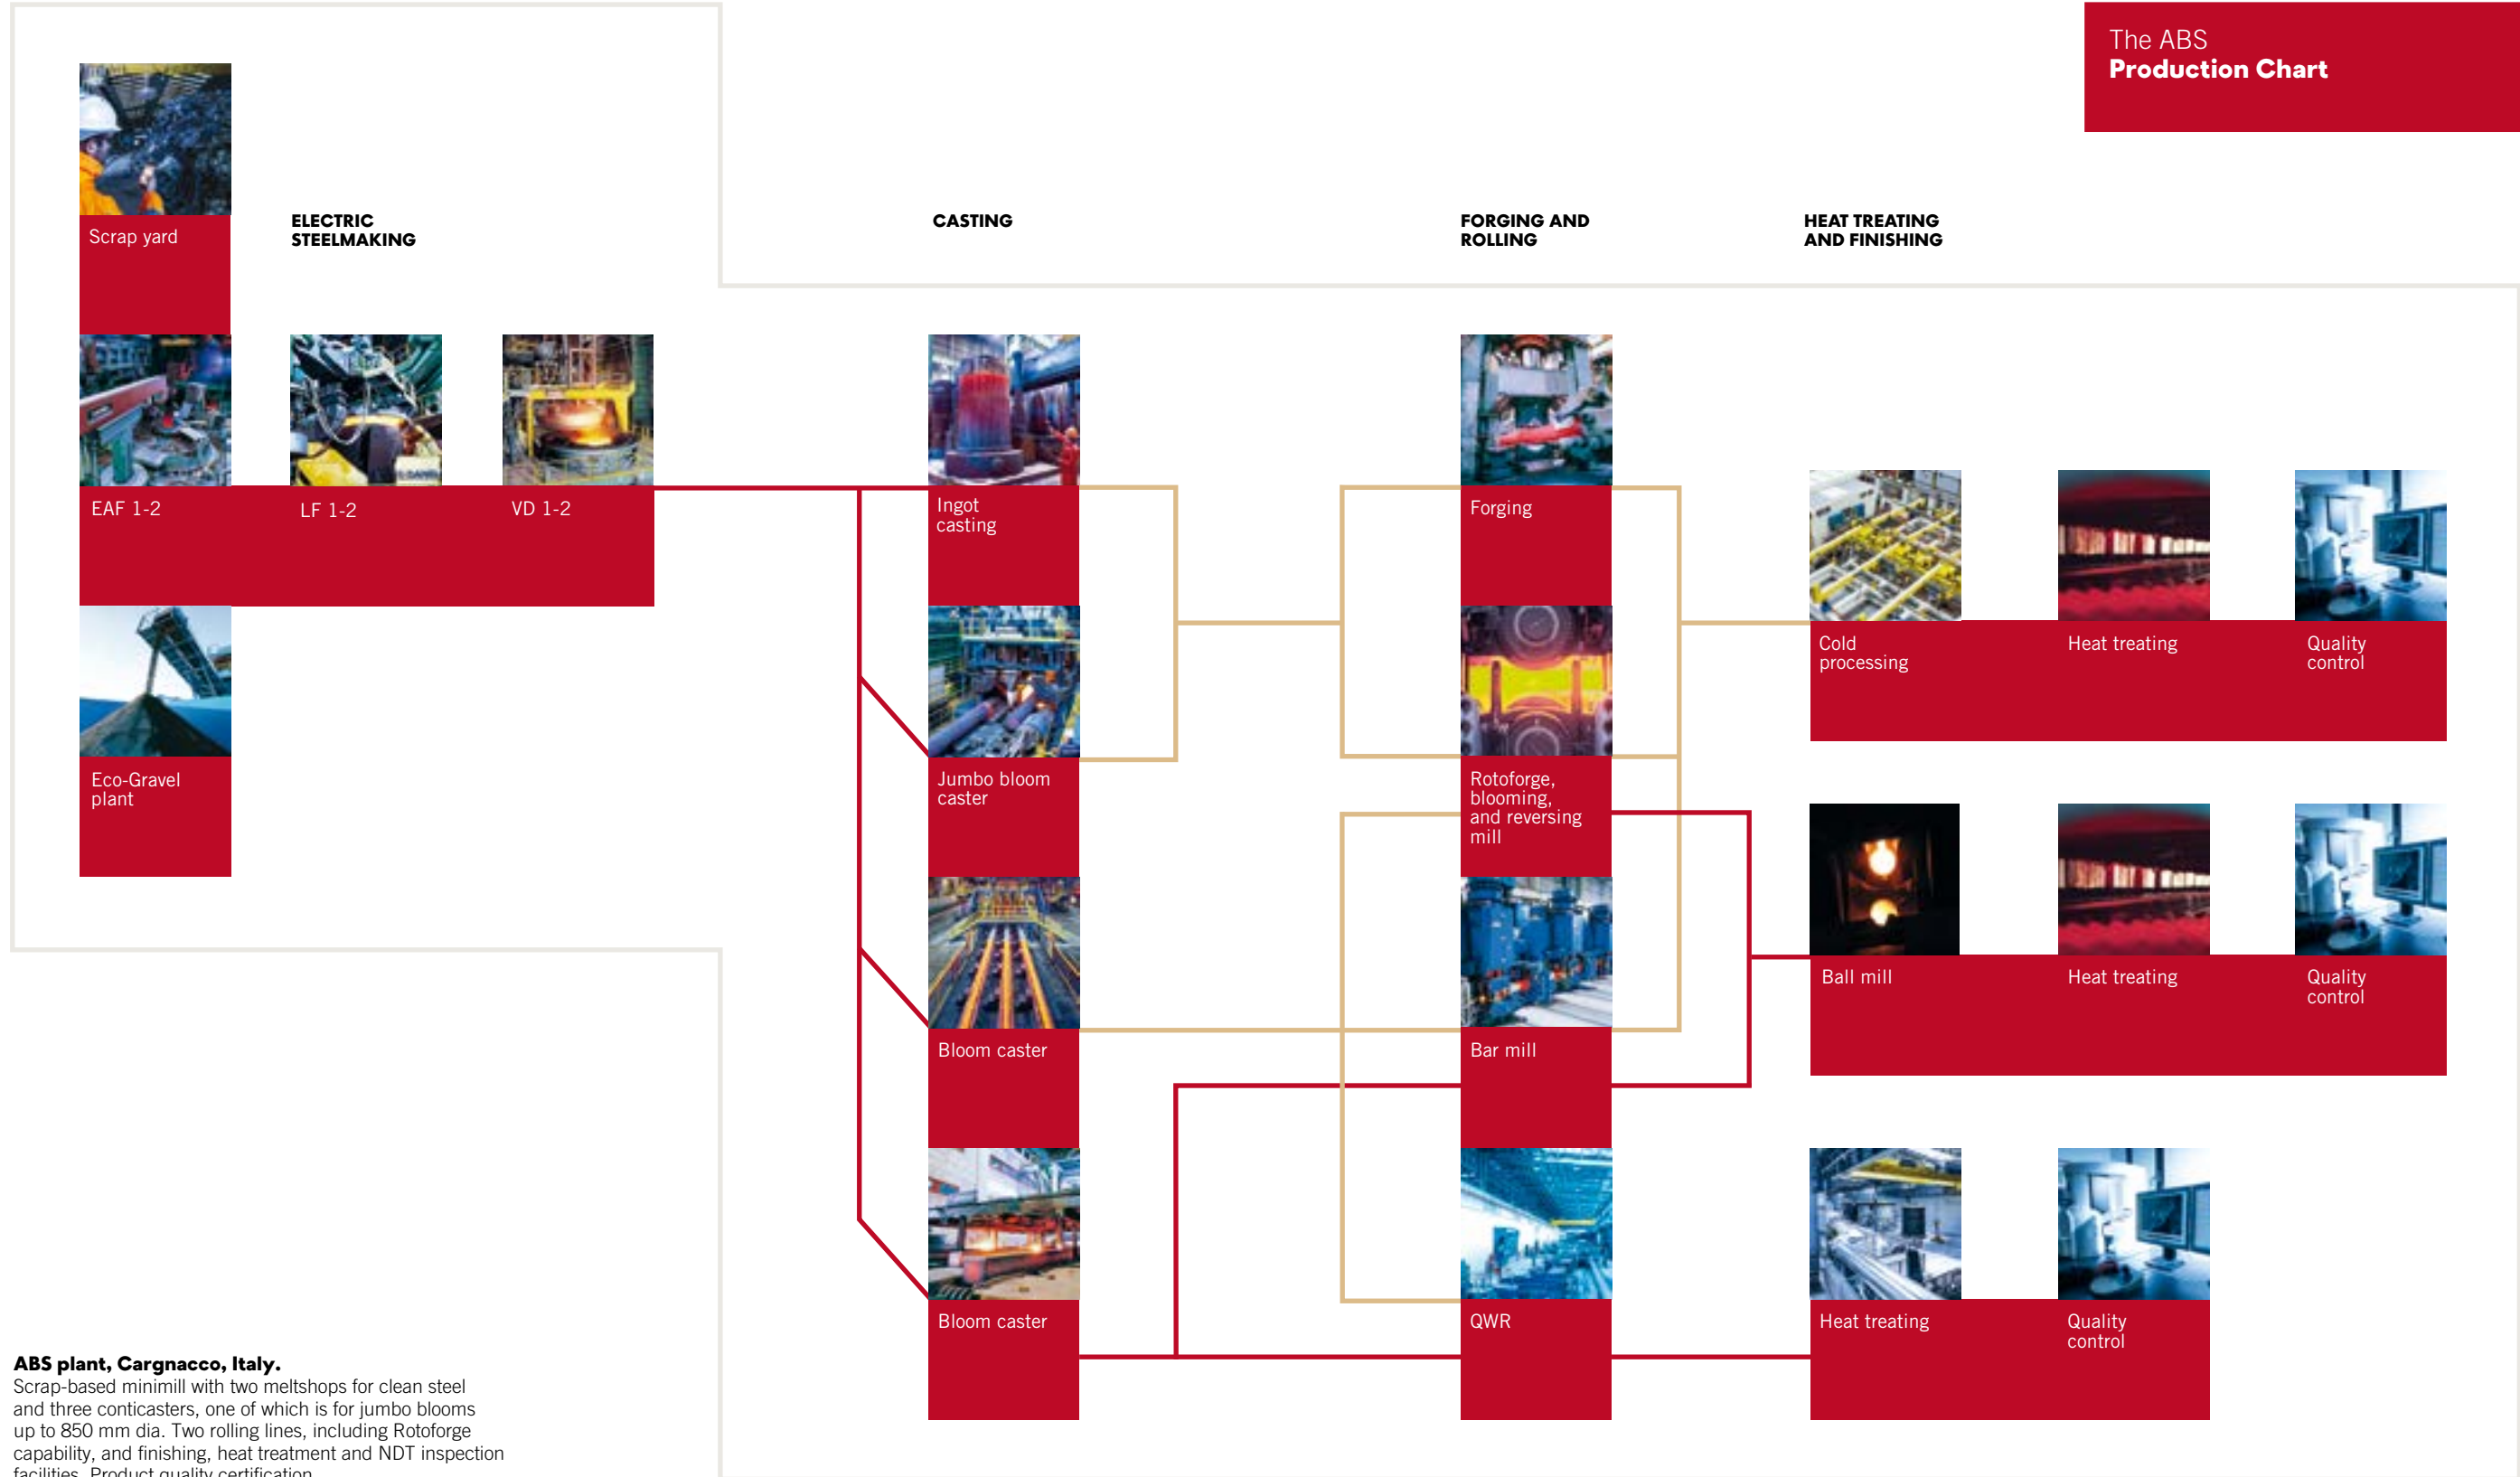 The ABS
Production Chart
ELECTRIC
STEELMAKING
CASTING
FORGING AND
ROLLING
HEAT TREATING
AND FINISHING
Scrap yard
EAF 1-2
LF 1-2
VD 1-2
Eco-Gravel
plant
Ingot
casting
Jumbo bloom
caster
Bloom caster
Bloom caster
Forging
Rotoforge,
blooming,
and reversing
mill
Bar mill
QWR
Cold
processing
Heat treating
Quality
control
Ball mill
Heat treating
Quality
control
Heat treating
Quality
control
ABS plant, Cargnacco, Italy.
Scrap-based minimill with two meltshops for clean steel
and three conticasters, one of which is for jumbo blooms
up to 850 mm dia. Two rolling lines, including Rotoforge
capability, and finishing, heat treatment and NDT inspection
facilities. Product quality certification.